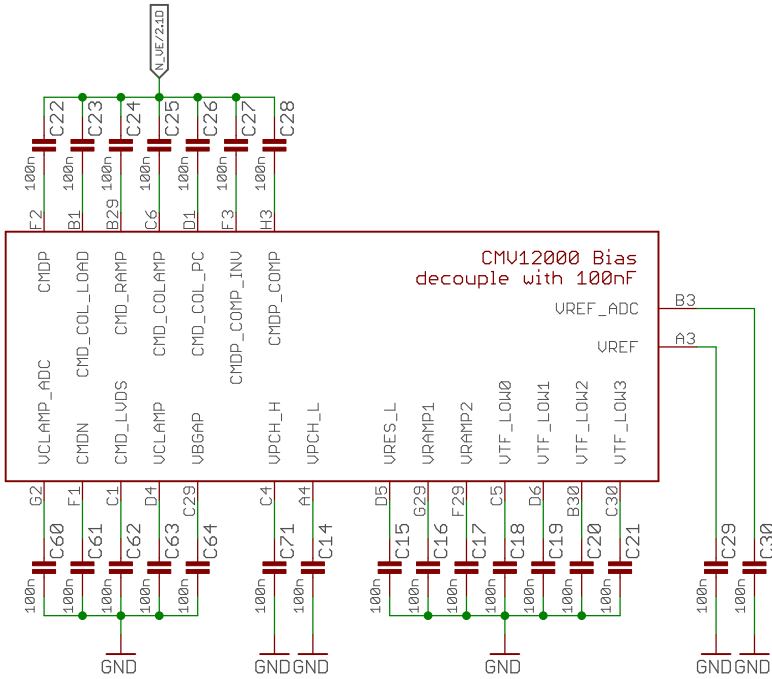 N_VE/2.1D
C22 C23 C24 C25 C26 C27 C28
100n 100n 100n 100n 100n 100n 100n
F2 B1 B29 C6 D1 F3 H3
CMDP CMD_COL_LOAD CMD_RAMP CMD_COLAMP CMD_COL_PC CMDP_COMP_INV CMDP_COMP
CMV12000 Bias
decouple with 100nF
VREF_ADC B3
VREF A3
VCLAMP_ADC CMDN CMD_LVDS VCLAMP VBGAP VPCH_H VPCH_L VRES_L VRAMP1 VRAMP2 VTF_LOW0 VTF_LOW1 VTF_LOW2 VTF_LOW3
G2 F1 C1 D4 C29 C4 A4 D5 G29 F29 C5 D6 B30 C30
C60 C61 C62 C63 C64 C71 C14 C15 C16 C17 C18 C19 C20 C21 C29 C30
100n 100n 100n 100n 100n 100n 100n 100n 100n 100n 100n 100n 100n 100n 100n 100n
GND GND GND GND GND GND